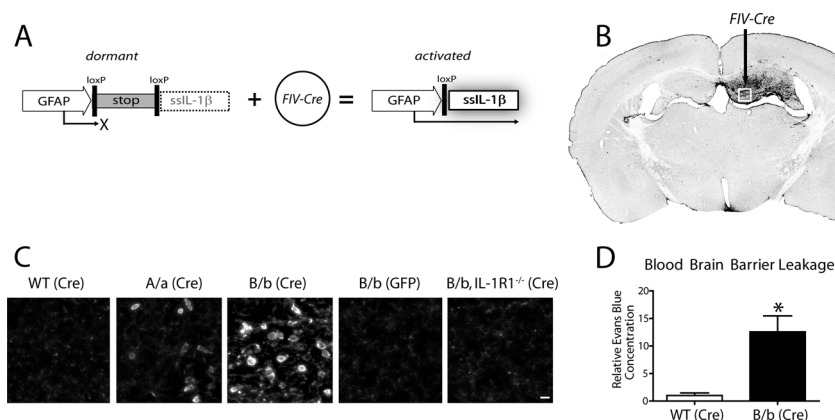 A
dormant
loxP
loxP
GFAP
stop
ssIL-1β
X
+
FIV-Cre
=
activated
loxP
GFAP
ssIL-1β
B
FIV-Cre
C
WT (Cre)
A/a (Cre)
B/b (Cre)
B/b (GFP)
B/b, IL-1R1-/- (Cre)
D
Blood Brain Barrier Leakage
Relative Evans Blue
Concentration
20
15
10
5
0
*
WT (Cre)
B/b (Cre)